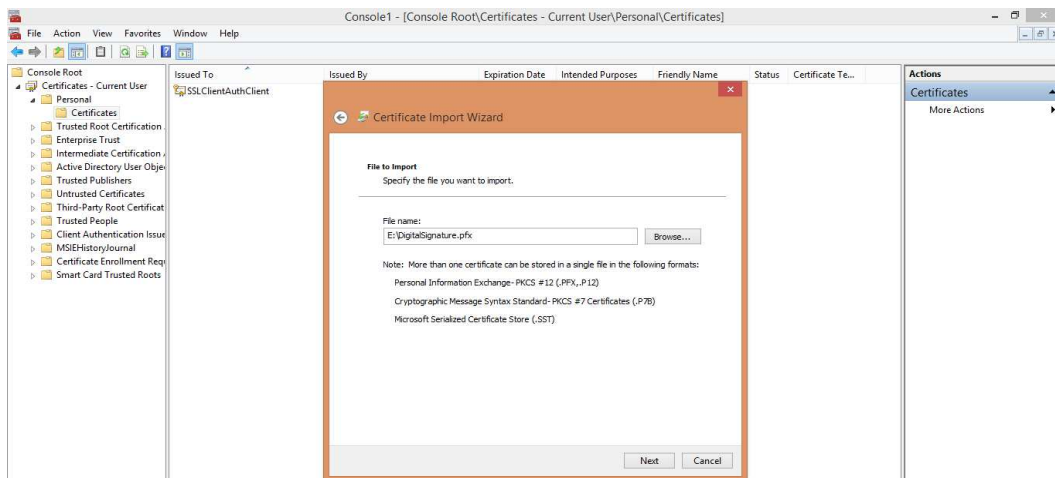 Console1 - [Console Root\Certificates - Current User\Personal\Certificates]
File Action View Favorites Window Help
Console Root
Certificates - Current User
Personal
Certificates
Trusted Root Certification
Enterprise Trust
Intermediate Certification
Active Directory User Obje
Trusted Publishers
Untrusted Certificates
Third-Party Root Certificat
Trusted People
Client Authentication Issue
MSIEHistoryJournal
Certificate Enrollment Requ
Smart Card Trusted Roots
Issued To Issued By Expiration Date Intended Purposes Friendly Name Status Certificate Te...
SSLClientAuthClient
Certificate Import Wizard
File to Import
Specify the file you want to import.
File name:
E:\DigitalSignature.pfx Browse...
Note: More than one certificate can be stored in a single file in the following formats:
Personal Information Exchange- PKCS #12 (.PFX,.P12)
Cryptographic Message Syntax Standard- PKCS #7 Certificates (.P7B)
Microsoft Serialized Certificate Store (.SST)
Next Cancel
Actions
Certificates
More Actions